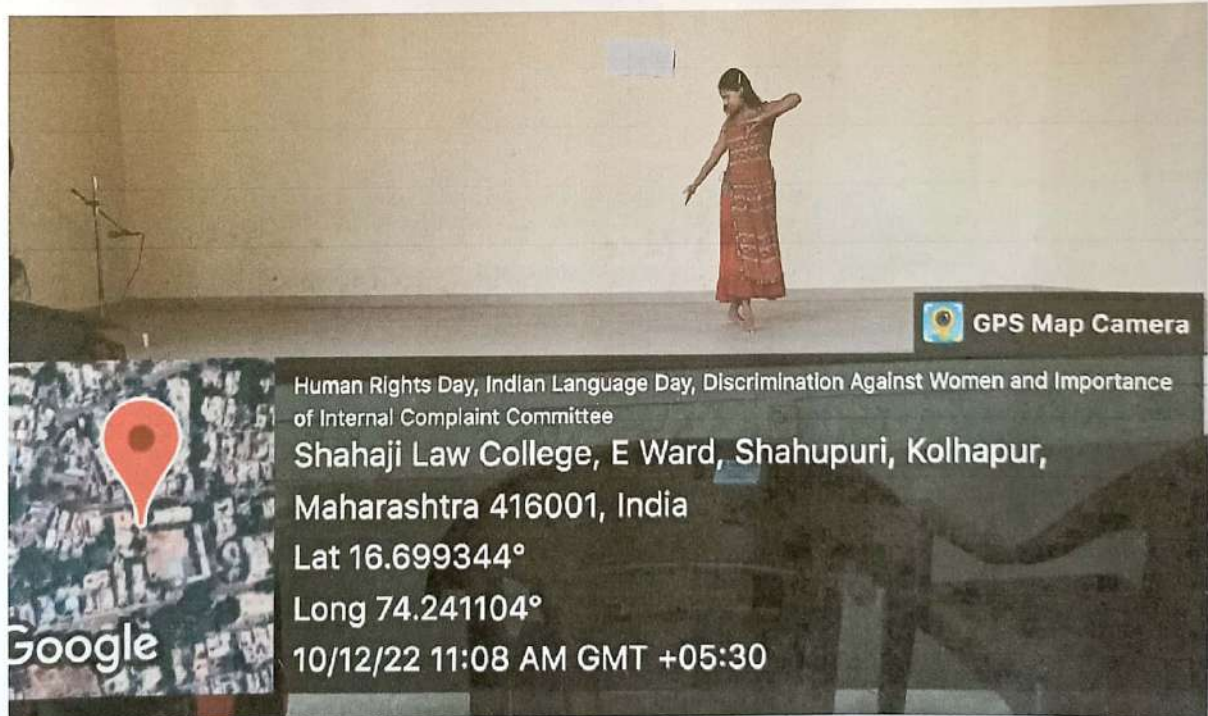 GPS Map Camera
Human Rights Day, Indian Language Day, Discrimination Against Women and Importance
of Internal Complaint Committee
Shahaji Law College, E Ward, Shahupuri, Kolhapur,
Maharashtra 416001, India
Lat 16.699344°
Long 74.241104°
10/12/22 11:08 AM GMT +05:30
Google